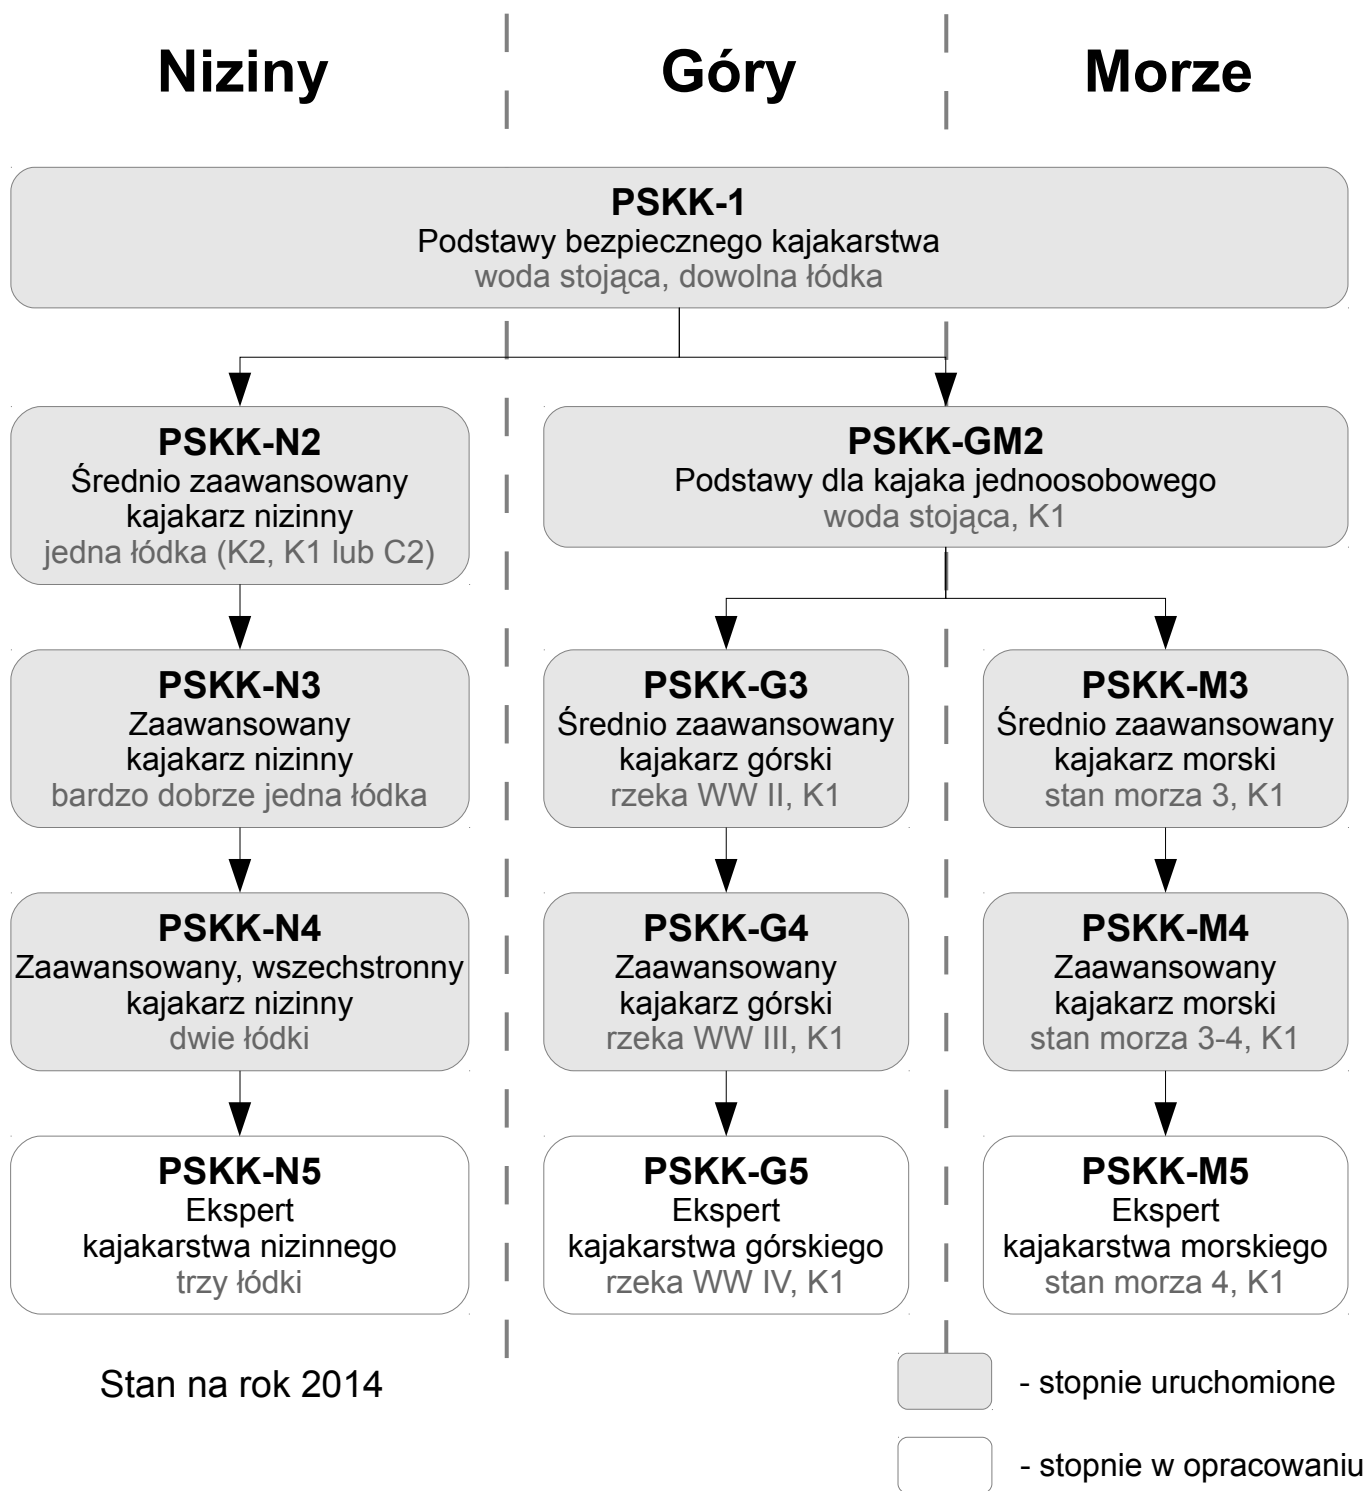 Niziny
Góry
Morze
PSKK-1
Podstawy bezpiecznego kajakarstwa
woda stojąca, dowolna łódka
PSKK-N2
Średnio zaawansowany
kajakarz nizinny
jedna łódka (K2, K1 lub C2)
PSKK-GM2
Podstawy dla kajaka jednoosobowego
woda stojąca, K1
PSKK-N3
Zaawansowany
kajakarz nizinny
bardzo dobrze jedna łódka
PSKK-G3
Średnio zaawansowany
kajakarz górski
rzeka WW II, K1
PSKK-M3
Średnio zaawansowany
kajakarz morski
stan morza 3, K1
PSKK-N4
Zaawansowany, wszechstronny
kajakarz nizinny
dwie łódki
PSKK-G4
Zaawansowany
kajakarz górski
rzeka WW III, K1
PSKK-M4
Zaawansowany
kajakarz morski
stan morza 3-4, K1
PSKK-N5
Ekspert
kajakarstwa nizinnego
trzy łódki
PSKK-G5
Ekspert
kajakarstwa górskiego
rzeka WW IV, K1
PSKK-M5
Ekspert
kajakarstwa morskiego
stan morza 4, K1
Stan na rok 2014
- stopnie uruchomione
- stopnie w opracowaniu